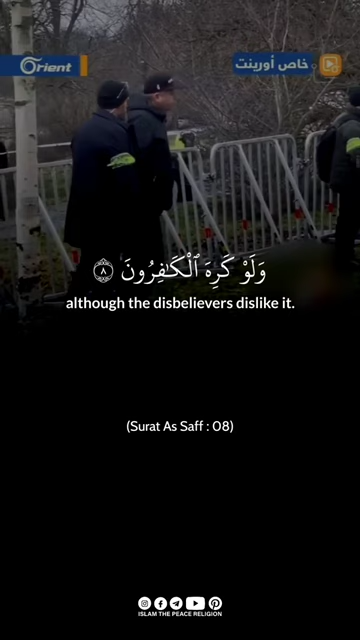 Orient
خاص أورينت
وَلَوْ كَرِهَ ٱلْكَـٰفِرُونَ ٨
although the disbelievers dislike it.
(Surat As Saff : 08)
ISLAM THE PEACE RELIGION